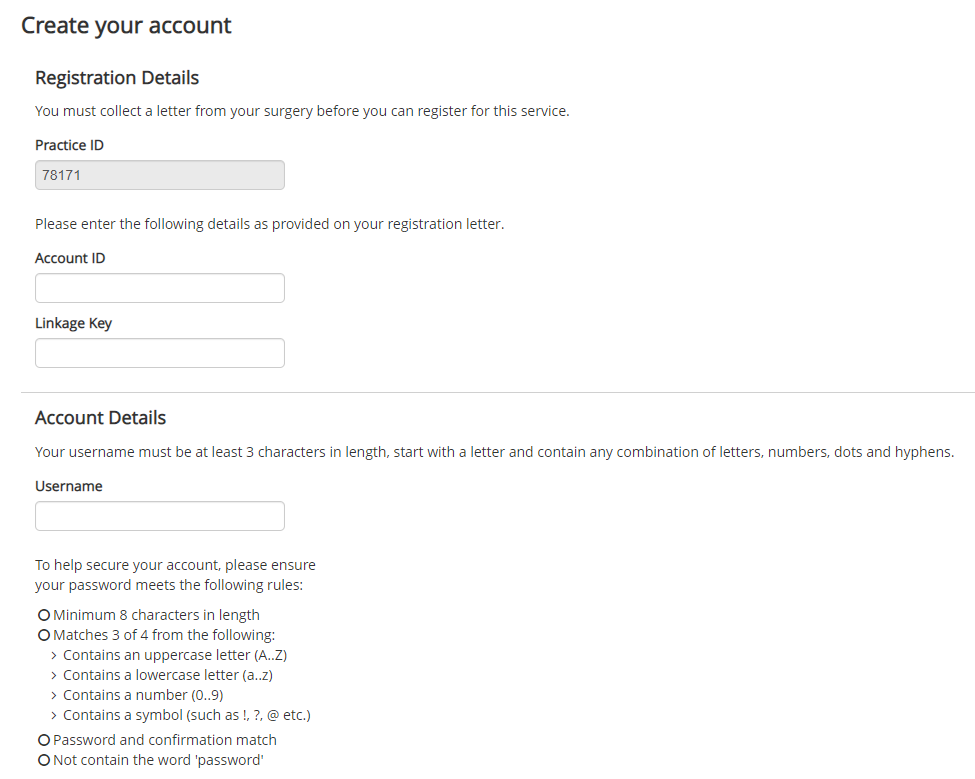 Create your account
Registration Details
You must collect a letter from your surgery before you can register for this service.
Practice ID
78171
Please enter the following details as provided on your registration letter.
Account ID
Linkage Key
Account Details
Your username must be at least 3 characters in length, start with a letter and contain any combination of letters, numbers, dots and hyphens.
Username
To help secure your account, please ensure
your password meets the following rules:
Minimum 8 characters in length
Matches 3 of 4 from the following:
Contains an uppercase letter (A..Z)
Contains a lowercase letter (a..z)
Contains a number (0..9)
Contains a symbol (such as !, ?, @ etc.)
Password and confirmation match
Not contain the word 'password'